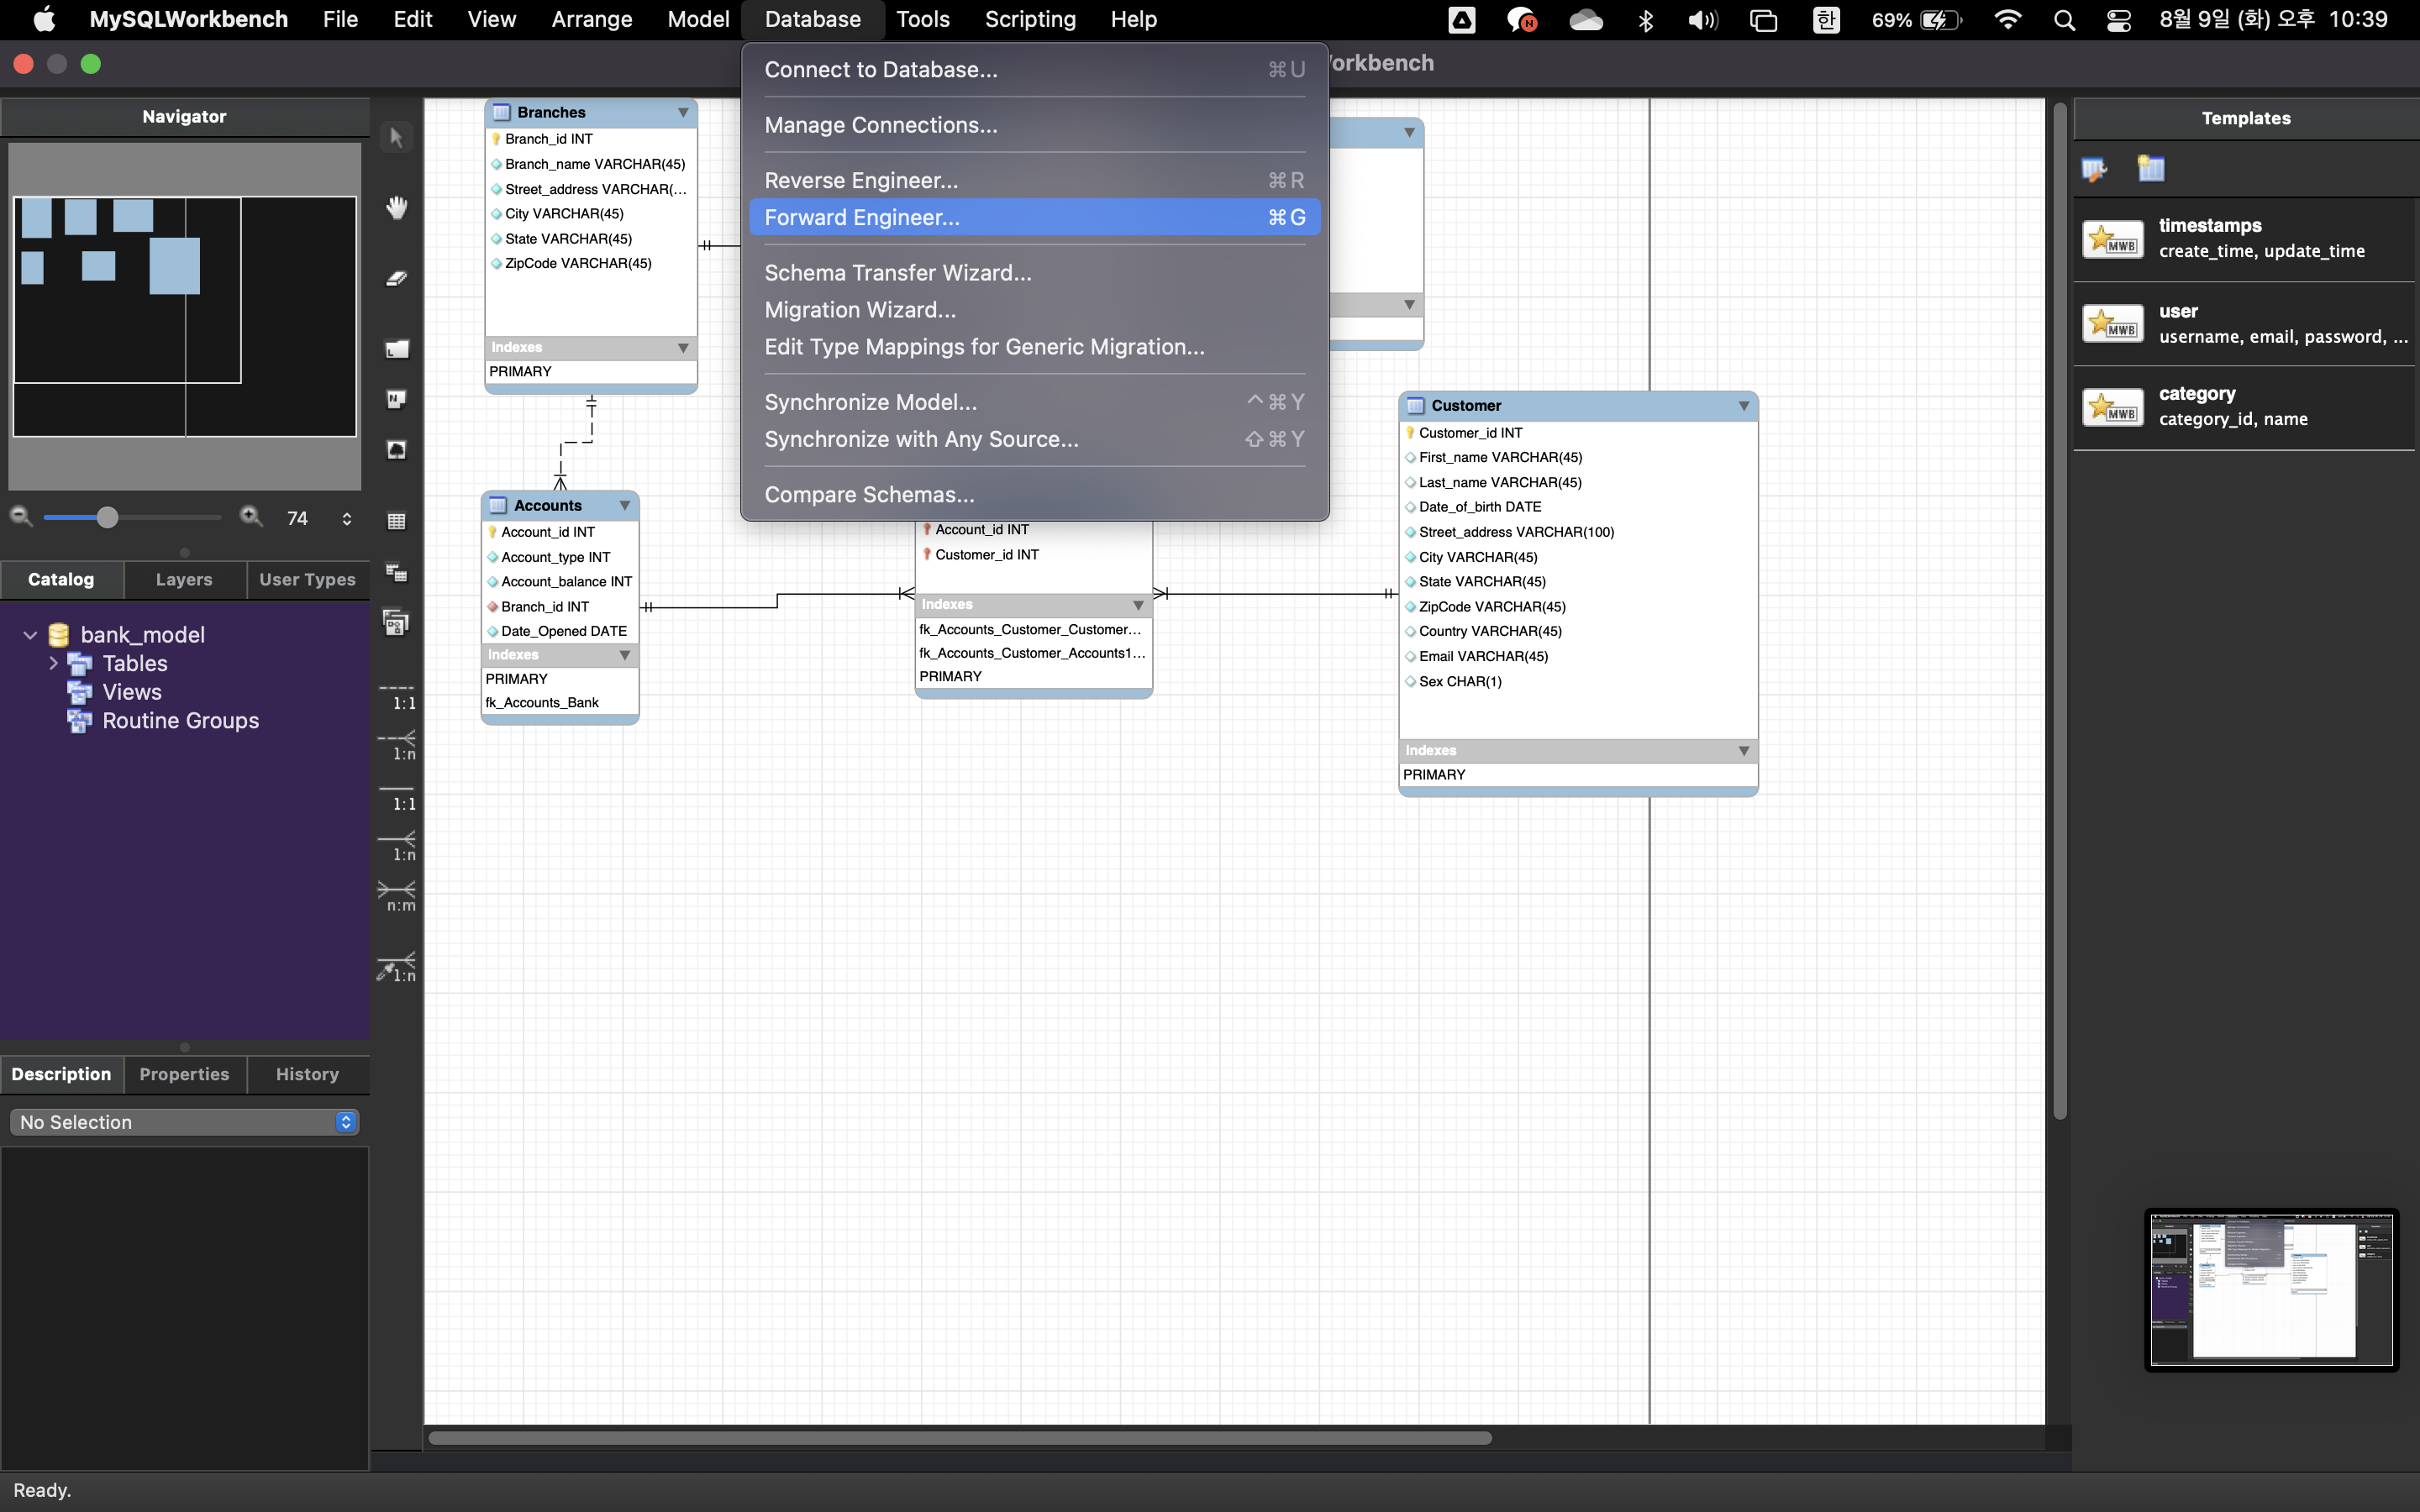 MySQLWorkbench File Edit View Arrange Model Database Tools Scripting Help 한 69% 8월 9일 (화) 오후 10:39
orkbench
Connect to Database... ⌘U
Manage Connections...
Reverse Engineer... ⌘R
Forward Engineer... ⌘G
Schema Transfer Wizard...
Migration Wizard...
Edit Type Mappings for Generic Migration...
Synchronize Model... ^⌘Y
Synchronize with Any Source... ⇧⌘Y
Compare Schemas...
Navigator
74
Catalog Layers User Types
bank_model
Tables
Views
Routine Groups
Description Properties History
No Selection
1:1
1:n
1:1
1:n
n:m
1:n
Branches
Branch_id INT
Branch_name VARCHAR(45)
Street_address VARCHAR(...
City VARCHAR(45)
State VARCHAR(45)
ZipCode VARCHAR(45)
Indexes
PRIMARY
Accounts
Account_id INT
Account_type INT
Account_balance INT
Branch_id INT
Date_Opened DATE
Indexes
PRIMARY
fk_Accounts_Bank
Account_id INT
Customer_id INT
Indexes
fk_Accounts_Customer_Customer...
fk_Accounts_Customer_Accounts1...
PRIMARY
Customer
Customer_id INT
First_name VARCHAR(45)
Last_name VARCHAR(45)
Date_of_birth DATE
Street_address VARCHAR(100)
City VARCHAR(45)
State VARCHAR(45)
ZipCode VARCHAR(45)
Country VARCHAR(45)
Email VARCHAR(45)
Sex CHAR(1)
Indexes
PRIMARY
Templates
MWB
timestamps
create_time, update_time
MWB
user
username, email, password, ...
MWB
category
category_id, name
Ready.